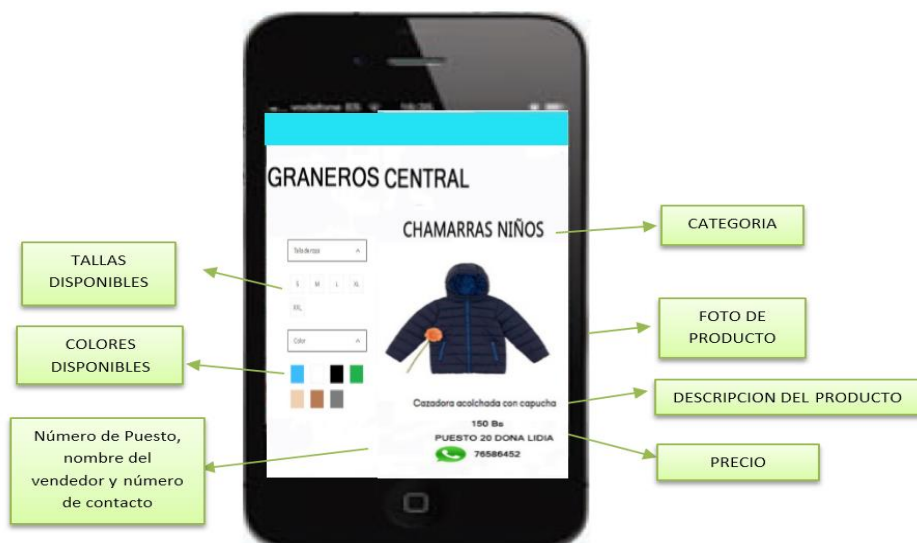 vodefone ES
GRANEROS CENTRAL
CHAMARRAS NIÑOS
CATEGORIA
TALLAS
DISPONIBLES
S M L XL
XXL
COLORES
DISPONIBLES
Color
FOTO DE
PRODUCTO
Cazadora acolchada con capucha
DESCRIPCION DEL PRODUCTO
150 Bs
PUESTO 20 DONA LIDIA
76586452
PRECIO
Número de Puesto,
nombre del
vendedor y número
de contacto